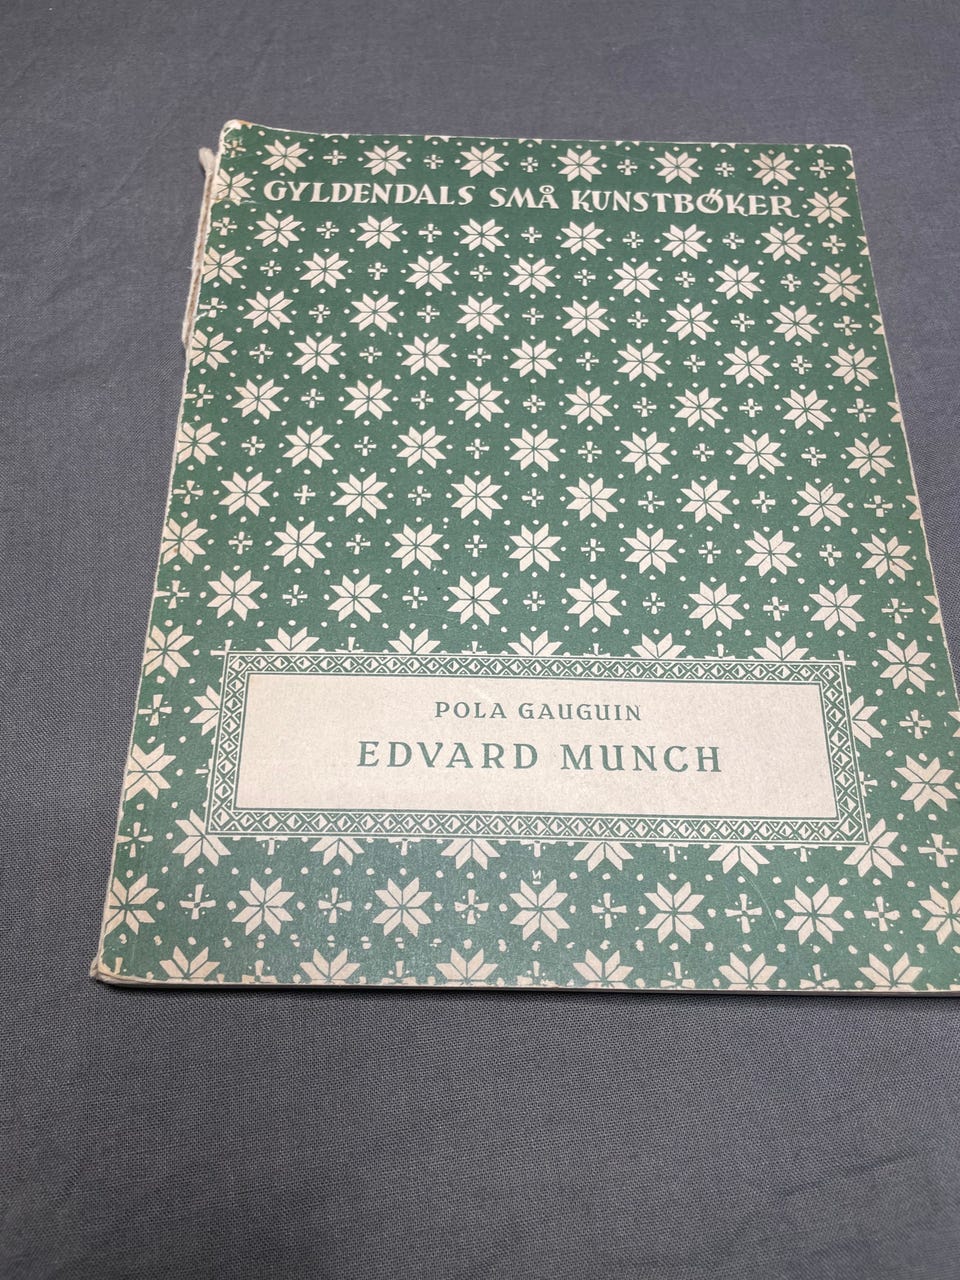 GYLDENDALS SMÅ KUNSTBØKER
POLA GAUGUIN
EDVARD MUNCH